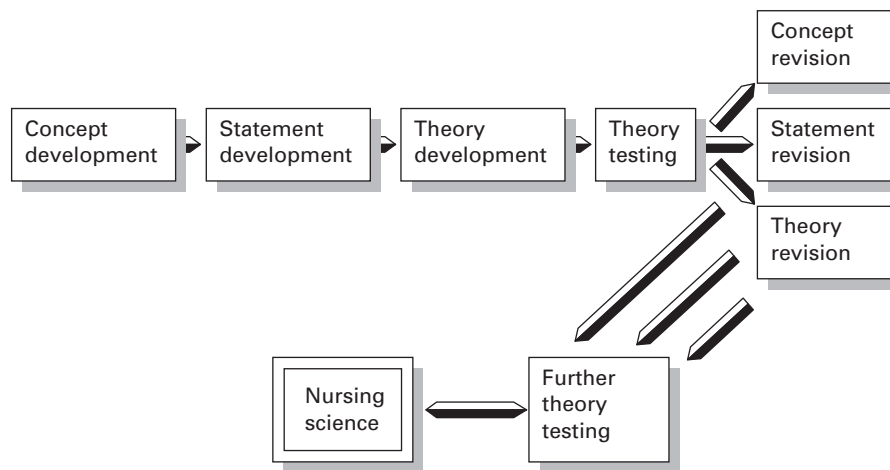 Concept
development
Statement
development
Theory
development
Theory
testing
Concept
revision
Statement
revision
Theory
revision
Further
theory
testing
Nursing
science